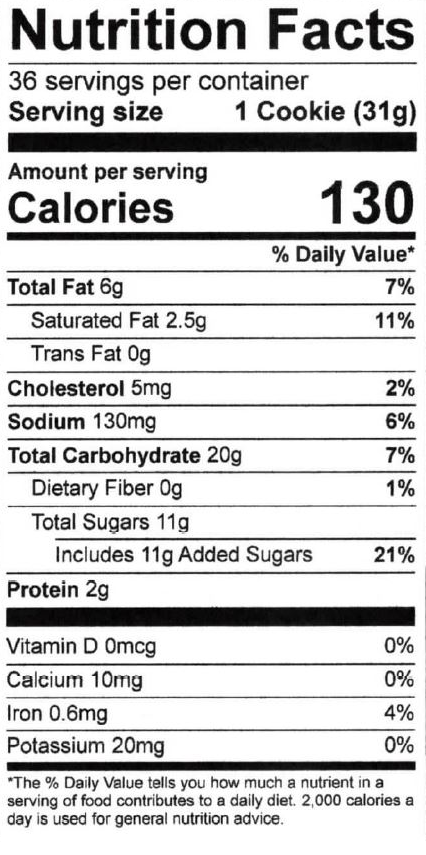 Nutrition Facts
36 servings per container
Serving size 1 Cookie (31g)
Amount per serving
Calories 130
% Daily Value*
Total Fat 6g 7%
Saturated Fat 2.5g 11%
Trans Fat 0g
Cholesterol 5mg 2%
Sodium 130mg 6%
Total Carbohydrate 20g 7%
Dietary Fiber 0g 1%
Total Sugars 11g
Includes 11g Added Sugars 21%
Protein 2g
Vitamin D 0mcg 0%
Calcium 10mg 0%
Iron 0.6mg 4%
Potassium 20mg 0%
*The % Daily Value tells you how much a nutrient in a
serving of food contributes to a daily diet. 2,000 calories a
day is used for general nutrition advice.